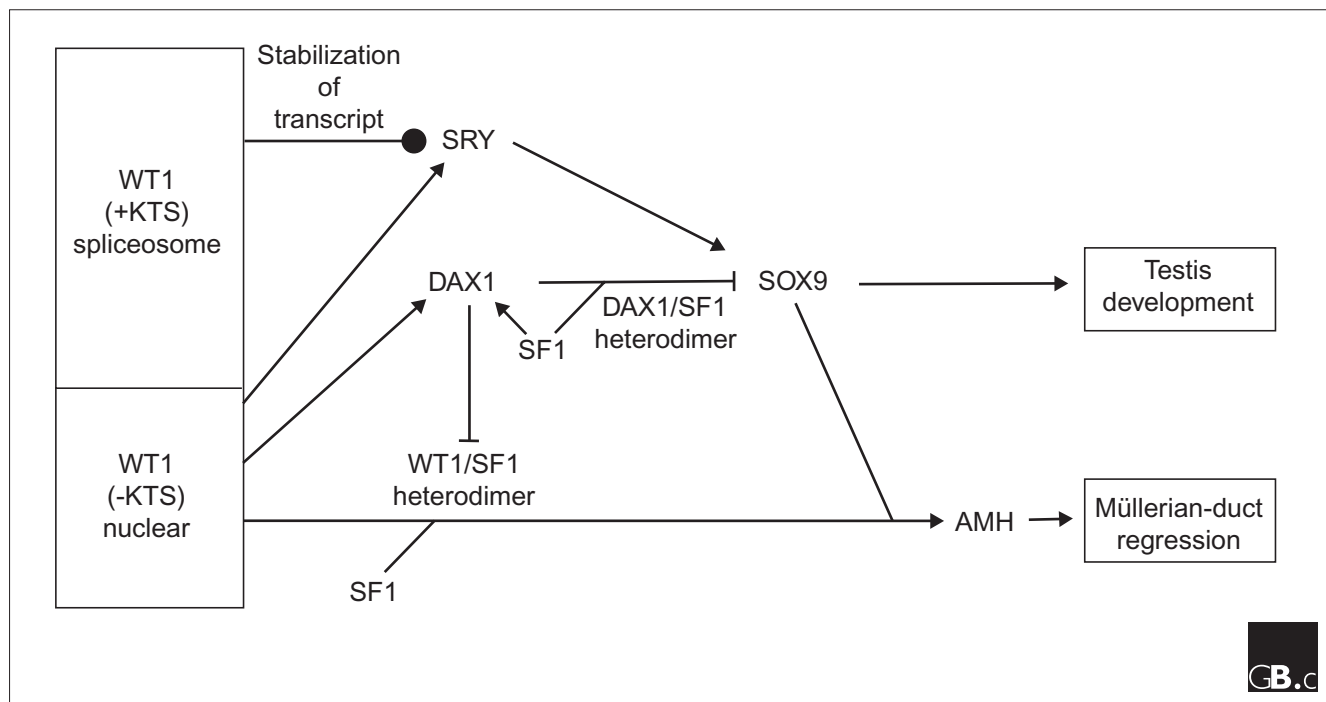 Stabilization
of
transcript
WT1
(+KTS)
spliceosome
SRY
DAX1
SOX9
Testis
development
DAX1/SF1
heterodimer
SF1
WT1
(-KTS)
nuclear
WT1/SF1
heterodimer
AMH
Müllerian-duct
regression
SF1
GB.c